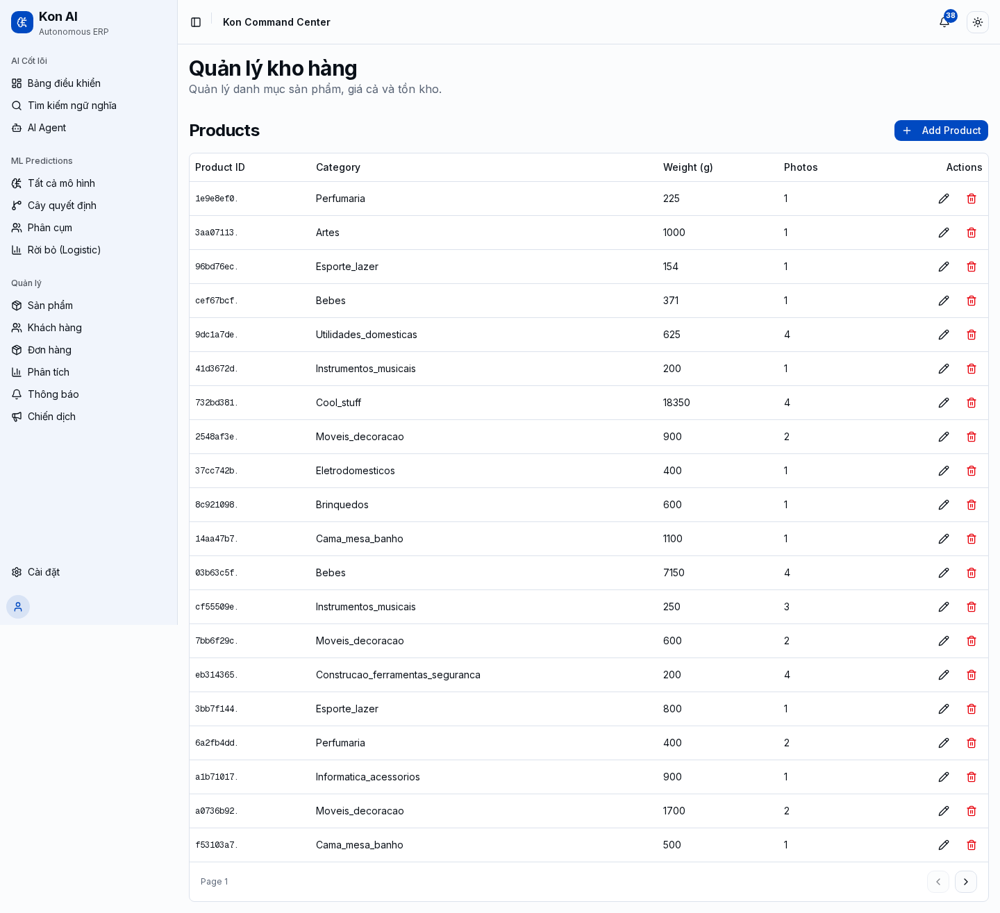 Kon AI
Autonomous ERP
AI Cốt lõi
Bảng điều khiển
Tìm kiếm ngữ nghĩa
AI Agent
ML Predictions
Tất cả mô hình
Cây quyết định
Phân cụm
Rời bỏ (Logistic)
Quản lý
Sản phẩm
Khách hàng
Đơn hàng
Phân tích
Thông báo
Chiến dịch
Cài đặt
Kon Command Center
38
Quản lý kho hàng
Quản lý danh mục sản phẩm, giá cả và tồn kho.
Products
Add Product
Product ID Category Weight (g) Photos Actions
1e9e8ef0. Perfumaria 225 1
3aa07113. Artes 1000 1
96bd76ec. Esporte_lazer 154 1
cef67bcf. Bebes 371 1
9dc1a7de. Utilidades_domesticas 625 4
41d3672d. Instrumentos_musicais 200 1
732bd381. Cool_stuff 18350 4
2548af3e. Moveis_decoracao 900 2
37cc742b. Eletrodomesticos 400 1
8c921098. Brinquedos 600 1
14aa47b7. Cama_mesa_banho 1100 1
03b63c5f. Bebes 7150 4
cf55509e. Instrumentos_musicais 250 3
7bb6f29c. Moveis_decoracao 600 2
eb314365. Construcao_ferramentas_seguranca 200 4
3bb7f144. Esporte_lazer 800 1
6a2fb4dd. Perfumaria 400 2
a1b71017. Informatica_acessorios 900 1
a0736b92. Moveis_decoracao 1700 2
f53103a7. Cama_mesa_banho 500 1
Page 1